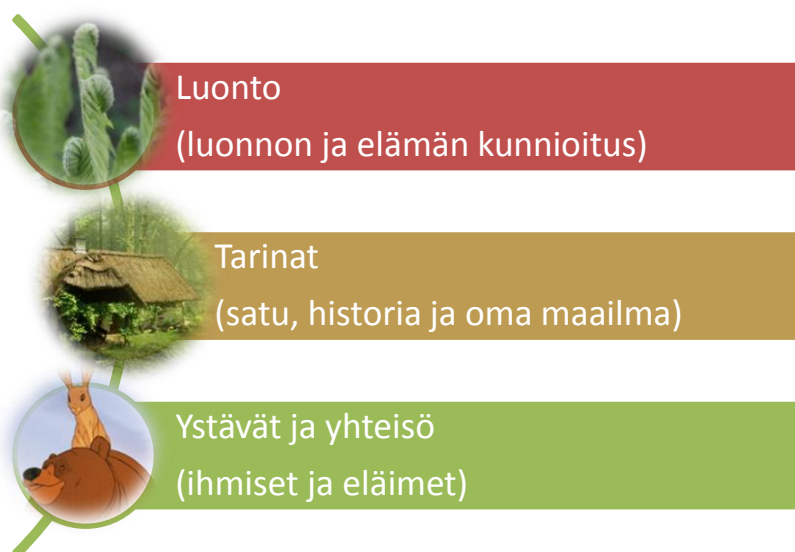 Luonto
(luonnon ja elämän kunnioitus)
Tarinat
(satu, historia ja oma maailma)
Ystävät ja yhteisö
(ihmiset ja eläimet)